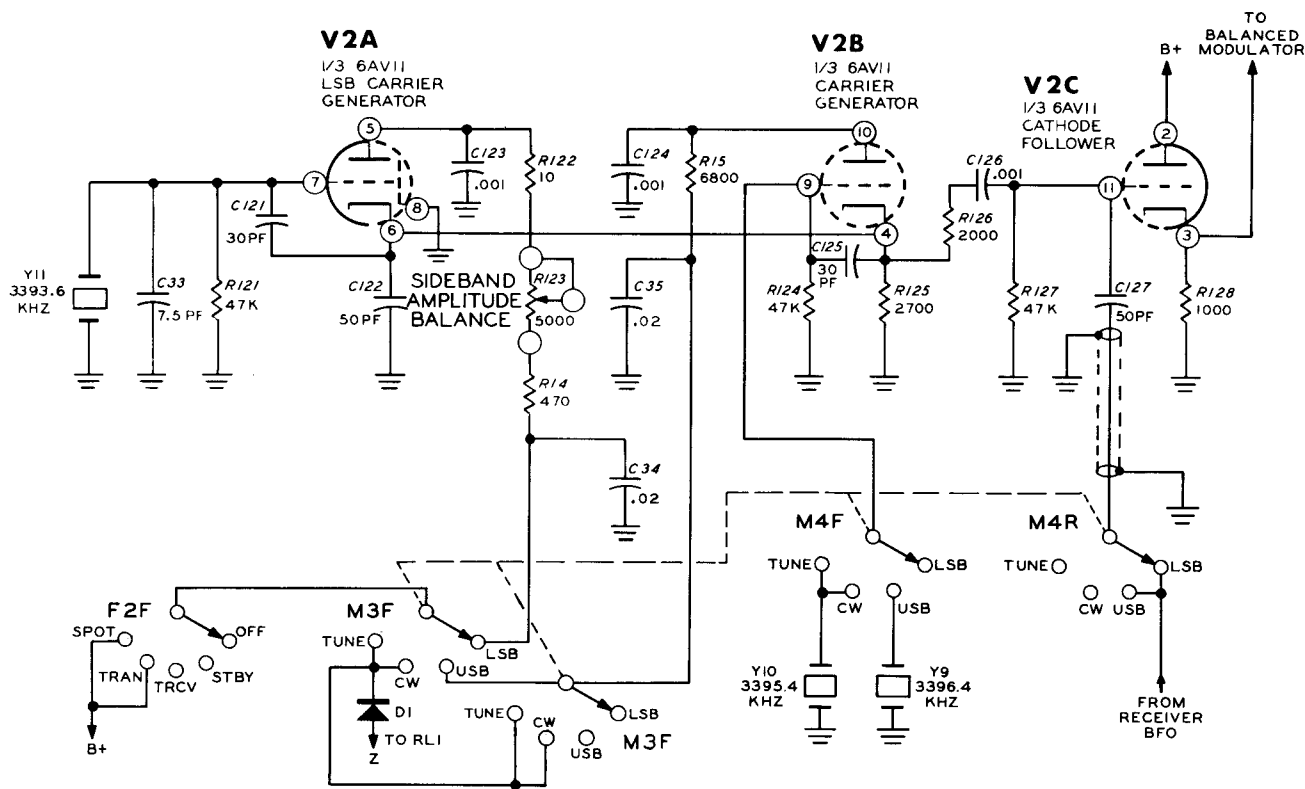 V2A
1/3 6AV11
LSB CARRIER
GENERATOR
V2B
1/3 6AV11
CARRIER
GENERATOR
V2C
1/3 6AV11
CATHODE
FOLLOWER
B+
TO
BALANCED
MODULATOR
5
7
8
6
10
9
4
2
11
3
C123
.001
R122
10
C124
.001
R15
6800
C126
.001
R126
2000
C121
30PF
Y11
3393.6
KHZ
C33
7.5 PF
R121
47K
C122
50PF
SIDEBAND
AMPLITUDE
BALANCE
R123
5000
C35
.02
R124
47K
C125
30
PF
R125
2700
R127
47K
C127
50PF
R128
1000
R14
470
C34
.02
M4F
TUNE
CW
USB
LSB
Y10
3395.4
KHZ
Y9
3396.4
KHZ
M4R
TUNE
CW
USB
LSB
FROM
RECEIVER
BFO
F2F
SPOT
TRAN
TRCV
STBY
OFF
B+
M3F
TUNE
CW
USB
LSB
D1
TO RL1
Z
TUNE
CW
USB
LSB
M3F